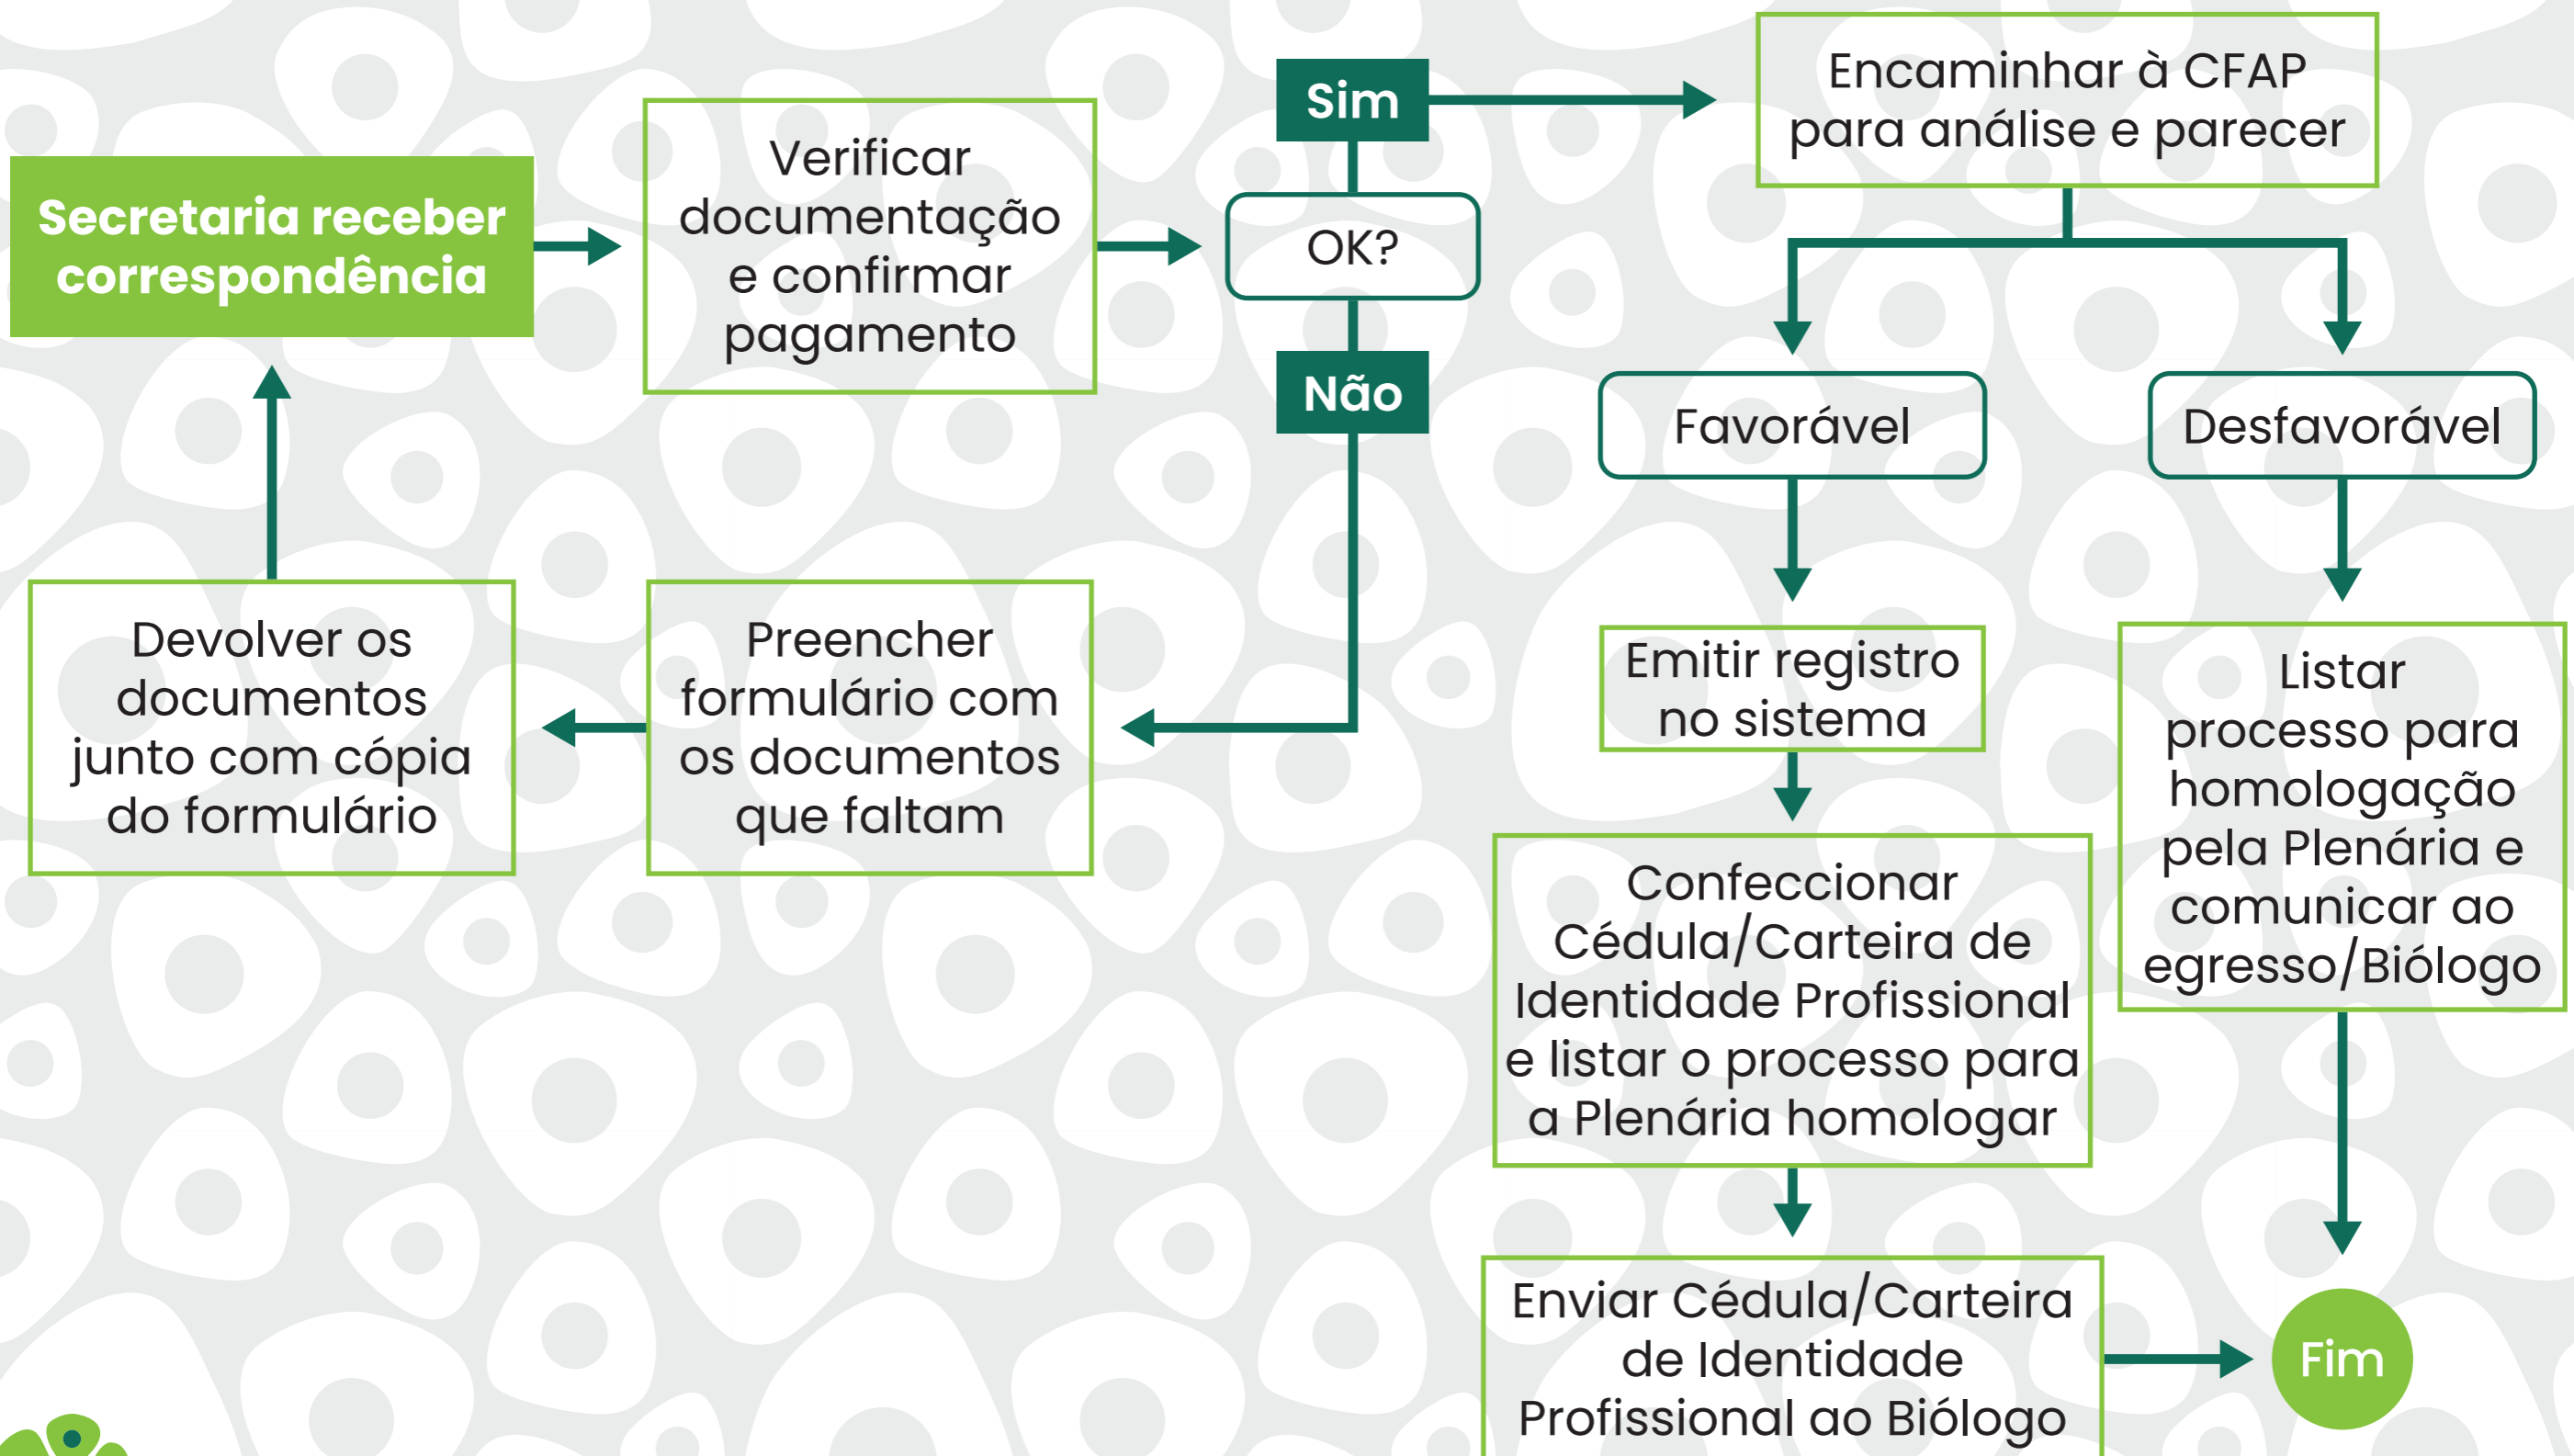 Secretaria receber
correspondência
Verificar
documentação
e confirmar
pagamento
Sim
OK?
Não
Encaminhar à CFAP
para análise e parecer
Favorável
Desfavorável
Devolver os
documentos
junto com cópia
do formulário
Preencher
formulário com
os documentos
que faltam
Emitir registro
no sistema
Listar
processo para
homologação
pela Plenária e
comunicar ao
egresso/Biólogo
Confeccionar
Cédula/Carteira de
Identidade Profissional
e listar o processo para
a Plenária homologar
Enviar Cédula/Carteira
de Identidade
Profissional ao Biólogo
Fim